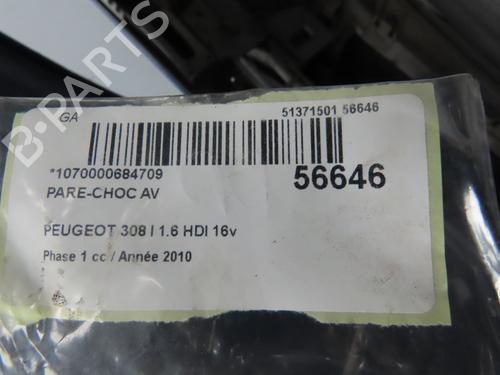 B-PARTS
GA
51371501 56646
*1070000684709
56646
PARE-CHOC AV
PEUGEOT 308 I 1.6 HDI 16v
Phase 1 cc / Année 2010